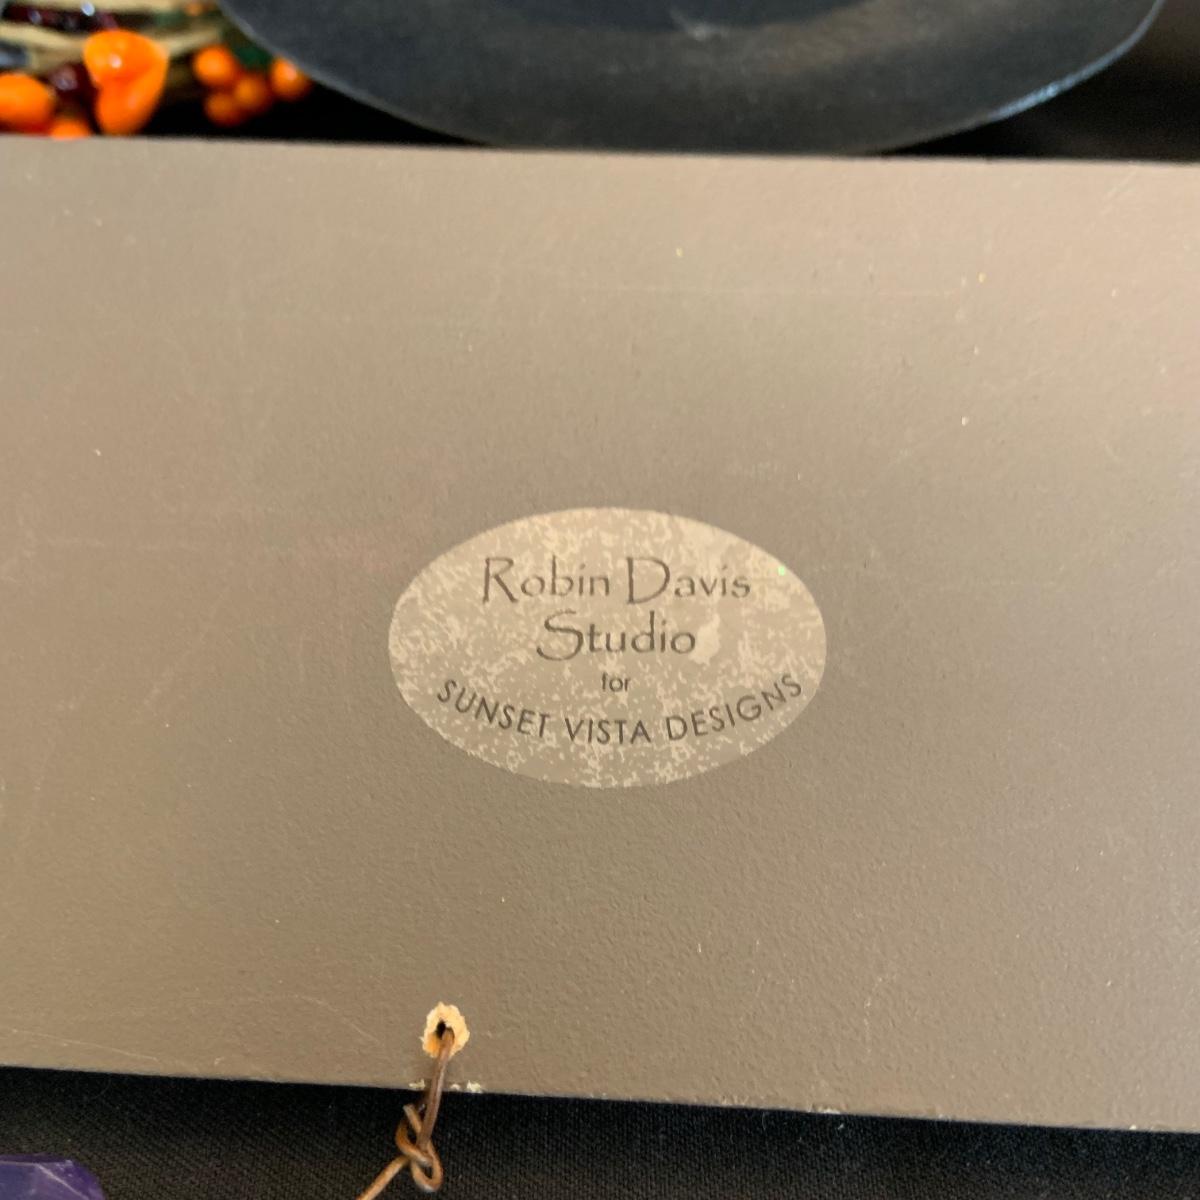 Robin Davis
Studio
for
SUNSET VISTA DESIGNS